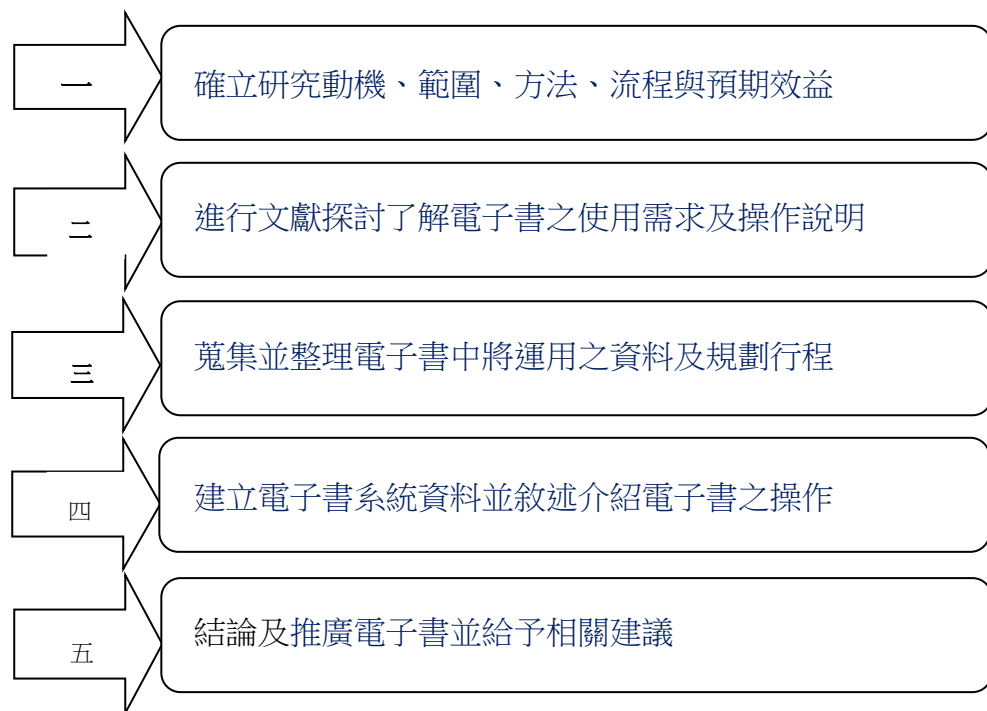 一
確立研究動機、範圍、方法、流程與預期效益
二
進行文獻探討了解電子書之使用需求及操作說明
三
蒐集並整理電子書中將運用之資料及規劃行程
四
建立電子書系統資料並敘述介紹電子書之操作
五
結論及推廣電子書並給予相關建議